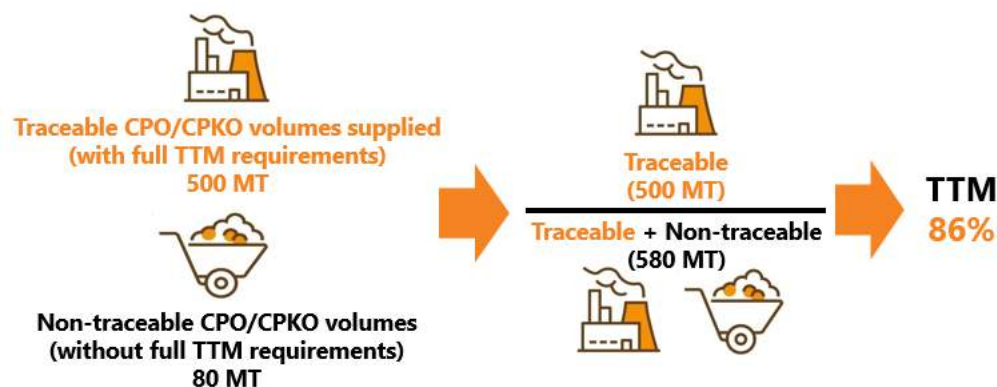 Traceable CPO/CPKO volumes supplied
(with full TTM requirements)
500 MT
Non-traceable CPO/CPKO volumes
(without full TTM requirements)
80 MT
Traceable
(500 MT)
Traceable + Non-traceable
(580 MT)
TTM
86%